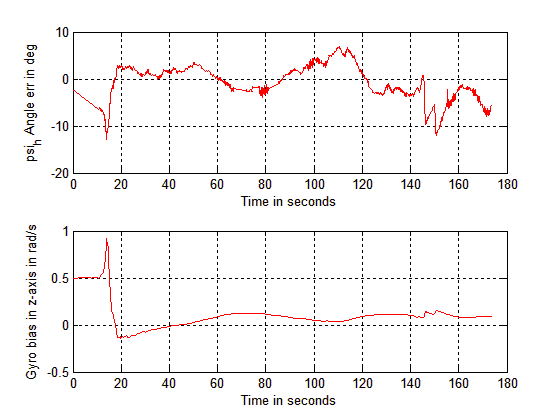 10
0
-10
-20
psi_h Angle err in deg
0 20 40 60 80 100 120 140 160 180
Time in seconds
1
0.5
0
-0.5
Gyro bias in z-axis in rad/s
0 20 40 60 80 100 120 140 160 180
Time in seconds